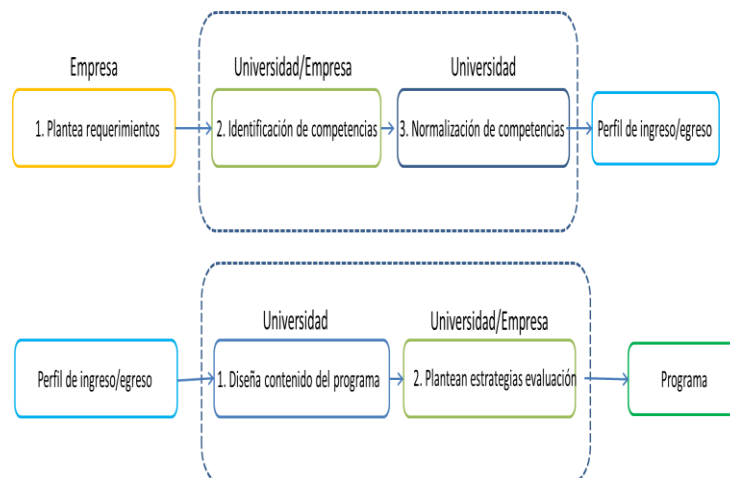 Empresa
Universidad/Empresa
Universidad
1. Plantea requerimientos
2. Identificación de competencias
3. Normalización de competencias
Perfil de ingreso/egreso
Universidad
Universidad/Empresa
Perfil de ingreso/egreso
1. Diseña contenido del programa
2. Plantean estrategias evaluación
Programa